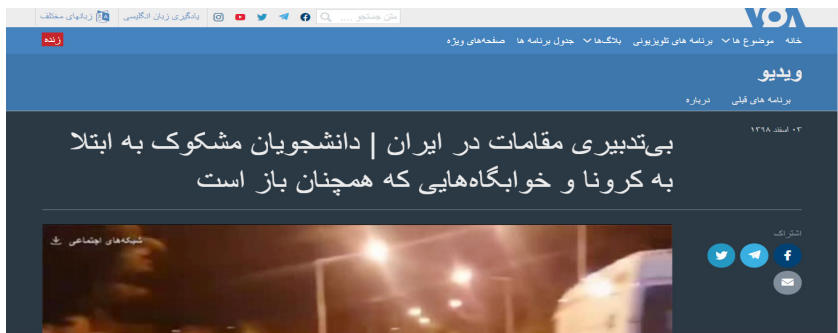 VOA
متن جستجو ....
یادگیری زبان انگلیسی
زبانهای مختلف
خانه موضوع ها برنامه های تلویزیونی بلاگ‌ها جدول برنامه ها صفحه‌های ویژه
زنده
ویدیو
برنامه های قبلی درباره
۰۳ اسفند ۱۳۹۸
بی‌تدبیری مقامات در ایران | دانشجویان مشکوک به ابتلا
به کرونا و خوابگاه‌هایی که همچنان باز است
اشتراک
شبکه‌های اجتماعی